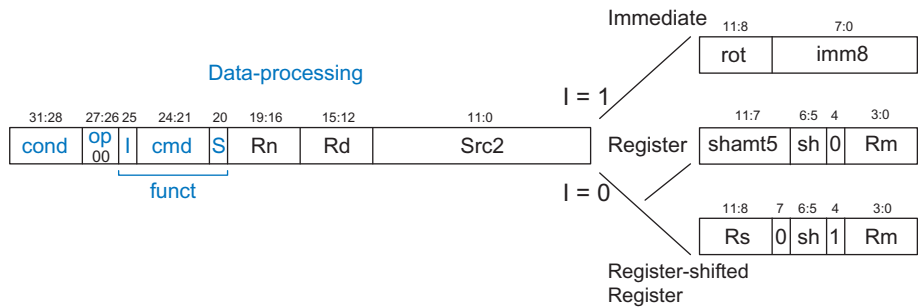 Immediate
11:8 7:0
rot imm8
Data-processing
I = 1
31:28 27:26 25 24:21 20 19:16 15:12 11:0
cond op 00 I cmd S Rn Rd Src2
funct
Register
11:7 6:5 4 3:0
shamt5 sh 0 Rm
I = 0
11:8 7 6:5 4 3:0
Rs 0 sh 1 Rm
Register-shifted
Register